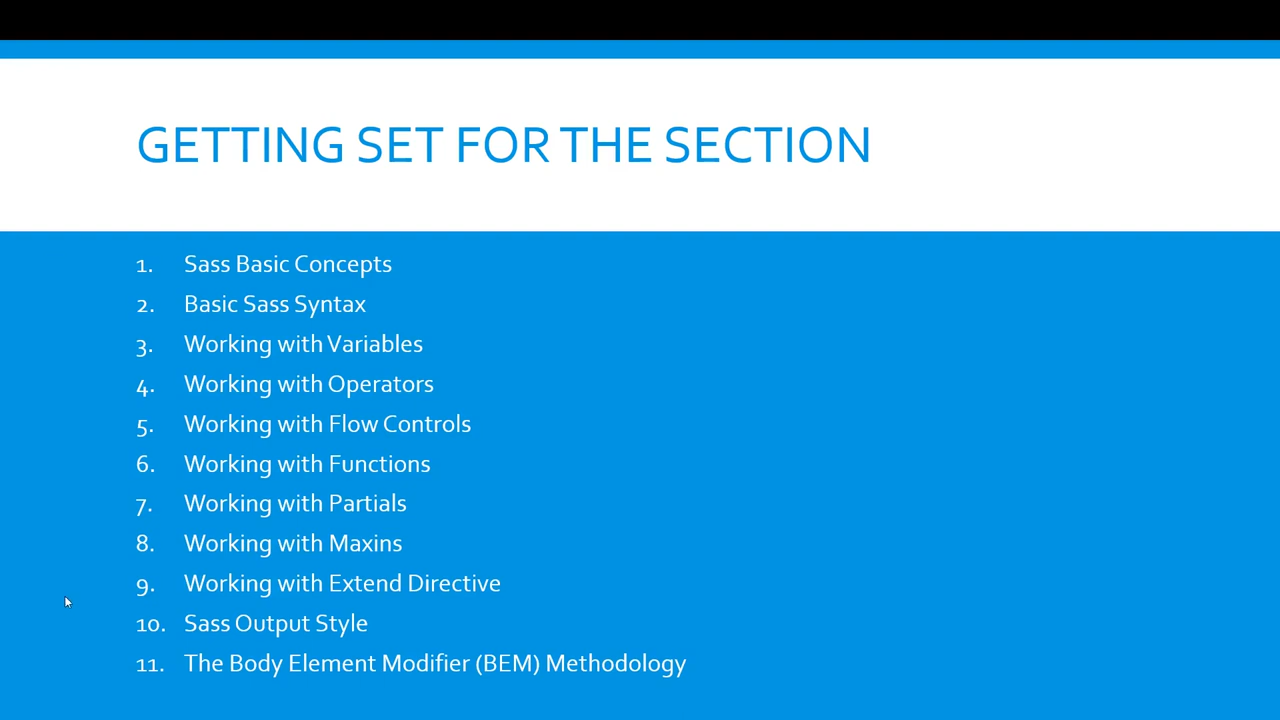 GETTING SET FOR THE SECTION
1. Sass Basic Concepts
2. Basic Sass Syntax
3. Working with Variables
4. Working with Operators
5. Working with Flow Controls
6. Working with Functions
7. Working with Partials
8. Working with Maxins
9. Working with Extend Directive
10. Sass Output Style
11. The Body Element Modifier (BEM) Methodology